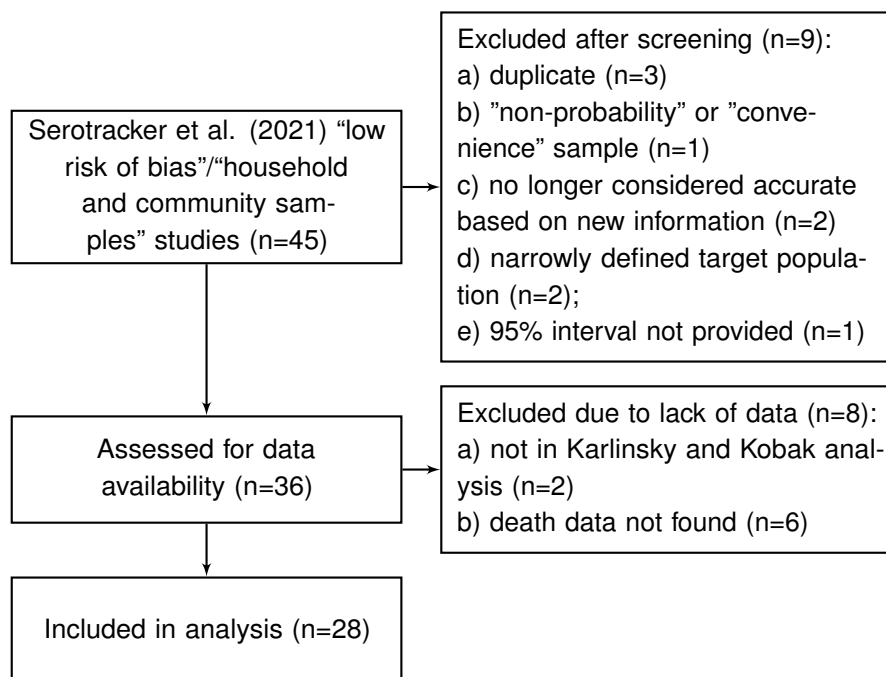 Serotracker et al. (2021) “low
risk of bias”/“household
and community sam-
ples” studies (n=45)
Excluded after screening (n=9):
a) duplicate (n=3)
b) ”non-probability” or ”conve-
nience” sample (n=1)
c) no longer considered accurate
based on new information (n=2)
d) narrowly defined target popula-
tion (n=2);
e) 95% interval not provided (n=1)
Assessed for data
availability (n=36)
Excluded due to lack of data (n=8):
a) not in Karlinsky and Kobak anal-
ysis (n=2)
b) death data not found (n=6)
Included in analysis (n=28)